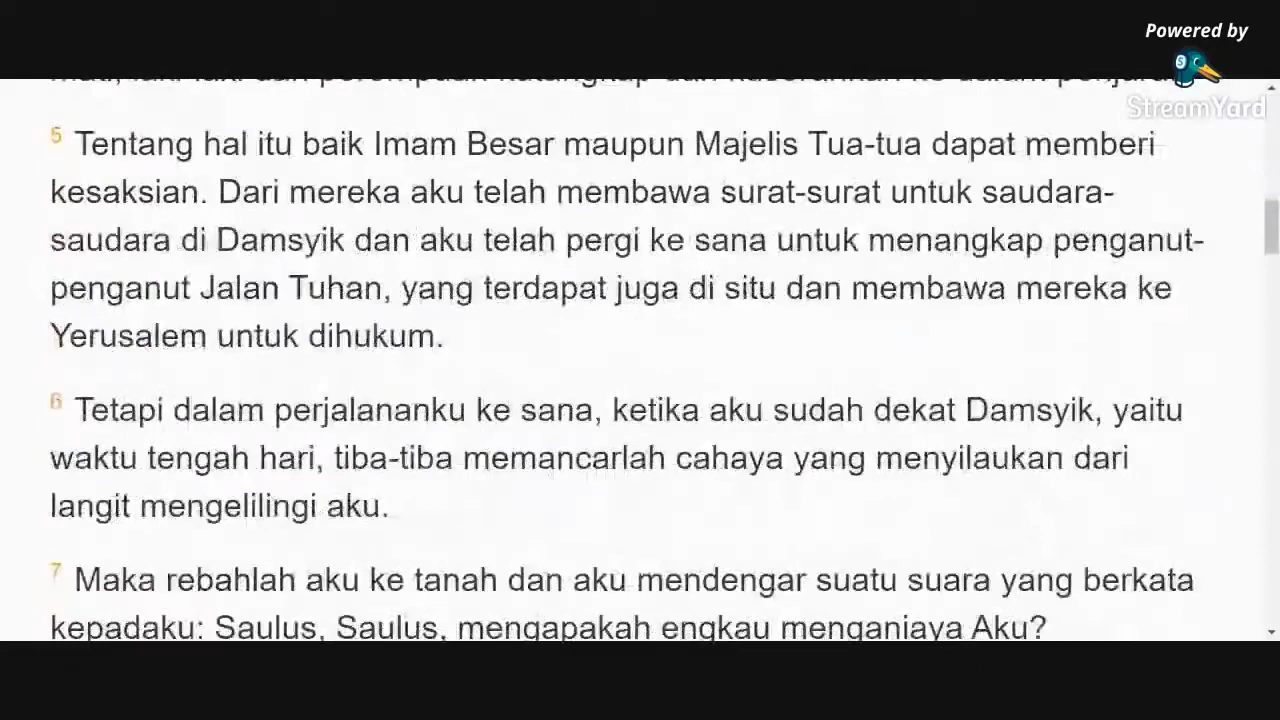 Powered by
StreamYard
5 Tentang hal itu baik Imam Besar maupun Majelis Tua-tua dapat memberi
kesaksian. Dari mereka aku telah membawa surat-surat untuk saudara-
saudara di Damsyik dan aku telah pergi ke sana untuk menangkap penganut-
penganut Jalan Tuhan, yang terdapat juga di situ dan membawa mereka ke
Yerusalem untuk dihukum.
6 Tetapi dalam perjalananku ke sana, ketika aku sudah dekat Damsyik, yaitu
waktu tengah hari, tiba-tiba memancarlah cahaya yang menyilaukan dari
langit mengelilingi aku.
7 Maka rebahlah aku ke tanah dan aku mendengar suatu suara yang berkata
kepadaku: Saulus, Saulus, mengapakah engkau menganiaya Aku?